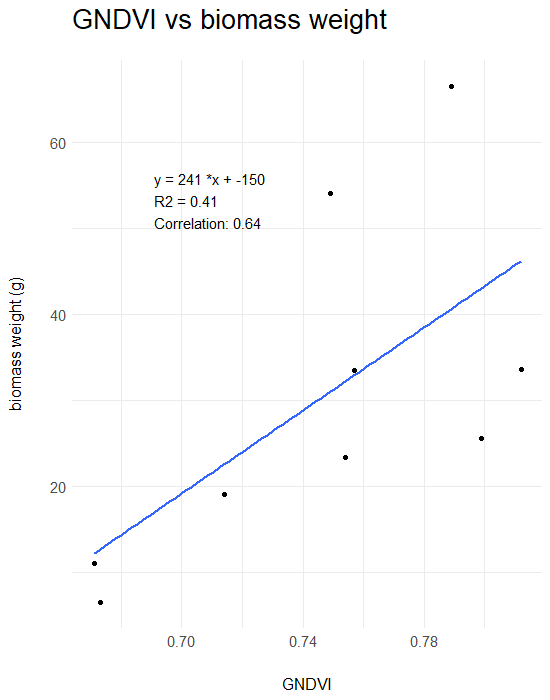 GNDVI vs biomass weight
60
y = 241 *x + -150
R2 = 0.41
Correlation: 0.64
biomass weight (g)
40
20
0.70 0.74 0.78
GNDVI